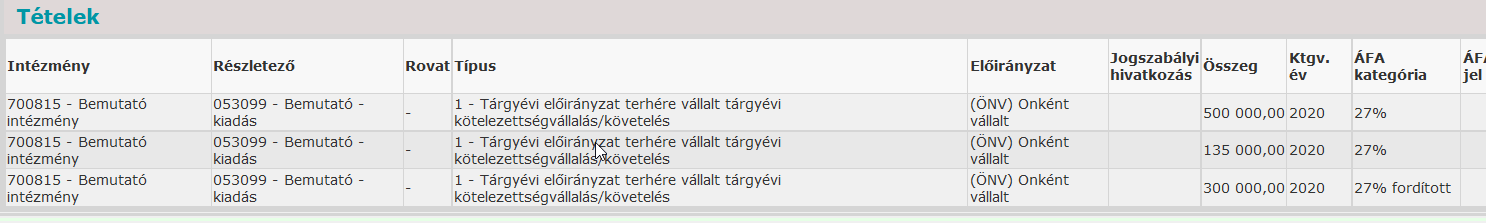 Tételek
Intézmény Részletező Rovat Típus Előirányzat Jogszabályi hivatkozás Összeg Ktgv. év ÁFA kategória ÁFA jel
700815 - Bemutató intézmény 053099 - Bemutató - kiadás - 1 - Tárgyévi előirányzat terhére vállalt tárgyévi kötelezettségvállalás/követelés (ÖNV) Onként vállalt 500 000,00 2020 27%
700815 - Bemutató intézmény 053099 - Bemutató - kiadás - 1 - Tárgyévi előirányzat terhére vállalt tárgyévi kötelezettségvállalás/követelés (ÖNV) Onként vállalt 135 000,00 2020 27%
700815 - Bemutató intézmény 053099 - Bemutató - kiadás - 1 - Tárgyévi előirányzat terhére vállalt tárgyévi kötelezettségvállalás/követelés (ÖNV) Onként vállalt 300 000,00 2020 27% fordított